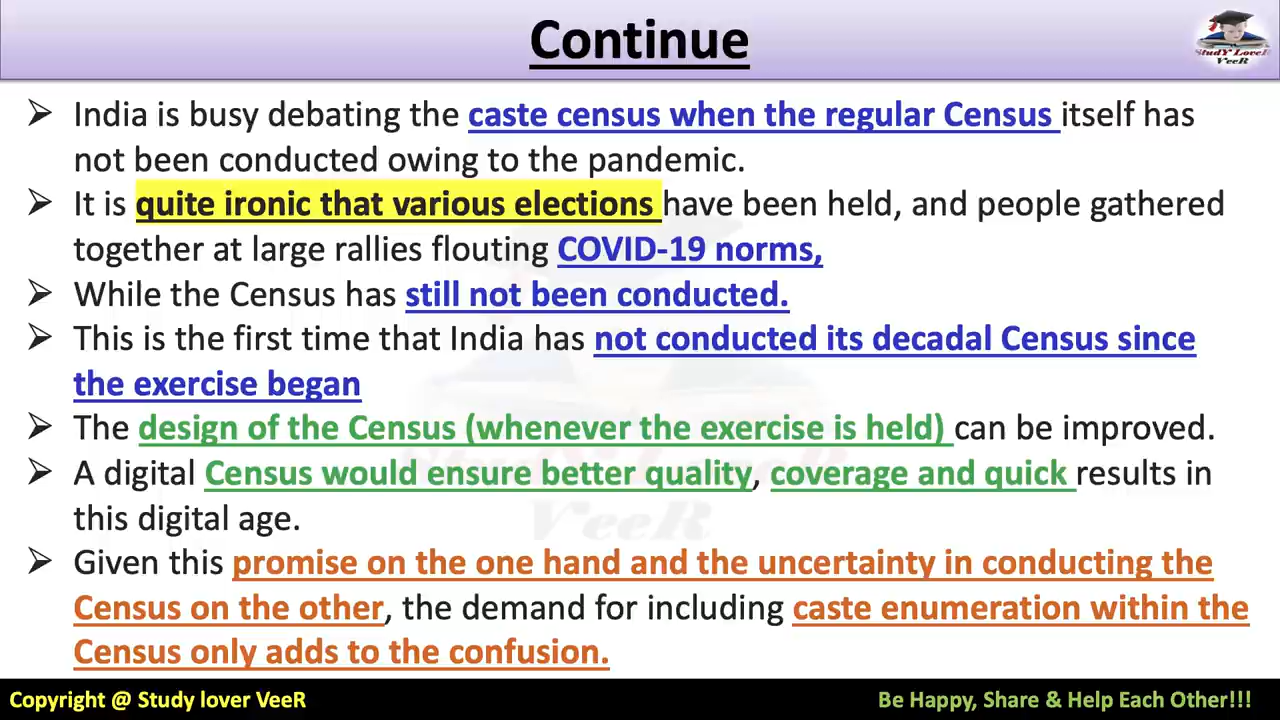 Continue
StudY LoveR
VeeR
➢ India is busy debating the caste census when the regular Census itself has
not been conducted owing to the pandemic.
➢ It is quite ironic that various elections have been held, and people gathered
together at large rallies flouting COVID-19 norms,
➢ While the Census has still not been conducted.
➢ This is the first time that India has not conducted its decadal Census since
the exercise began
➢ The design of the Census (whenever the exercise is held) can be improved.
➢ A digital Census would ensure better quality, coverage and quick results in
this digital age.
➢ Given this promise on the one hand and the uncertainty in conducting the
Census on the other, the demand for including caste enumeration within the
Census only adds to the confusion.
StudY LoveR
VeeR
Copyright @ Study lover VeeR
Be Happy, Share & Help Each Other!!!